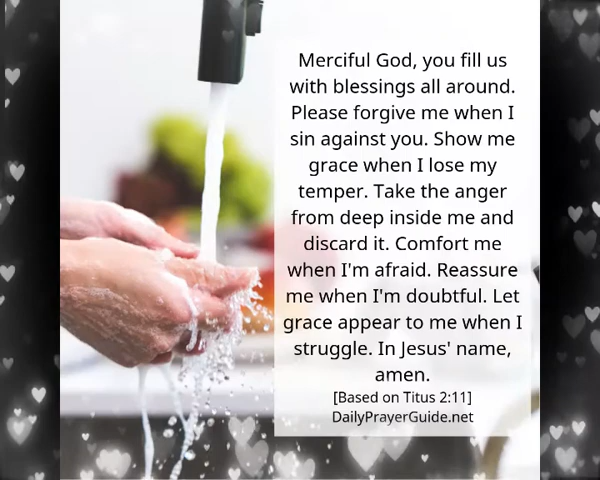 Merciful God, you fill us
with blessings all around.
Please forgive me when I
sin against you. Show me
grace when I lose my
temper. Take the anger
from deep inside me and
discard it. Comfort me
when I'm afraid. Reassure
me when I'm doubtful. Let
grace appear to me when I
struggle. In Jesus' name,
amen.
[Based on Titus 2:11]
DailyPrayerGuide.net